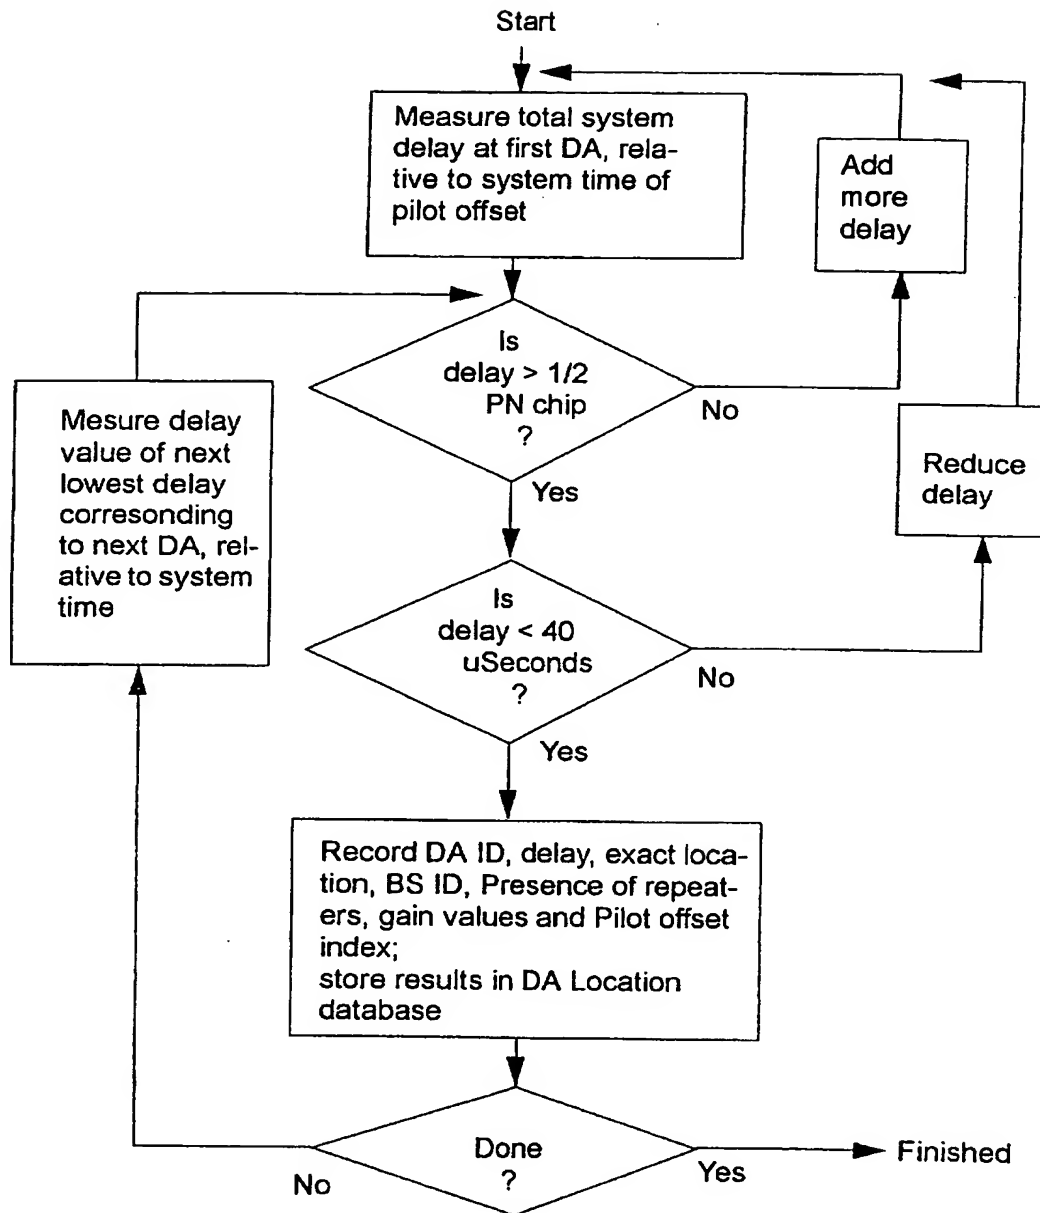 Start
Measure total system
delay at first DA, rela-
tive to system time of
pilot offset
Add
more
delay
Is
delay > 1/2
PN chip
?
No
Yes
Mesure delay
value of next
lowest delay
corresonding
to next DA, rel-
ative to system
time
Reduce
delay
Is
delay < 40
uSeconds
?
No
Yes
Record DA ID, delay, exact loca-
tion, BS ID, Presence of repeat-
ers, gain values and Pilot offset
index;
store results in DA Location
database
Done
?
No
Yes
Finished